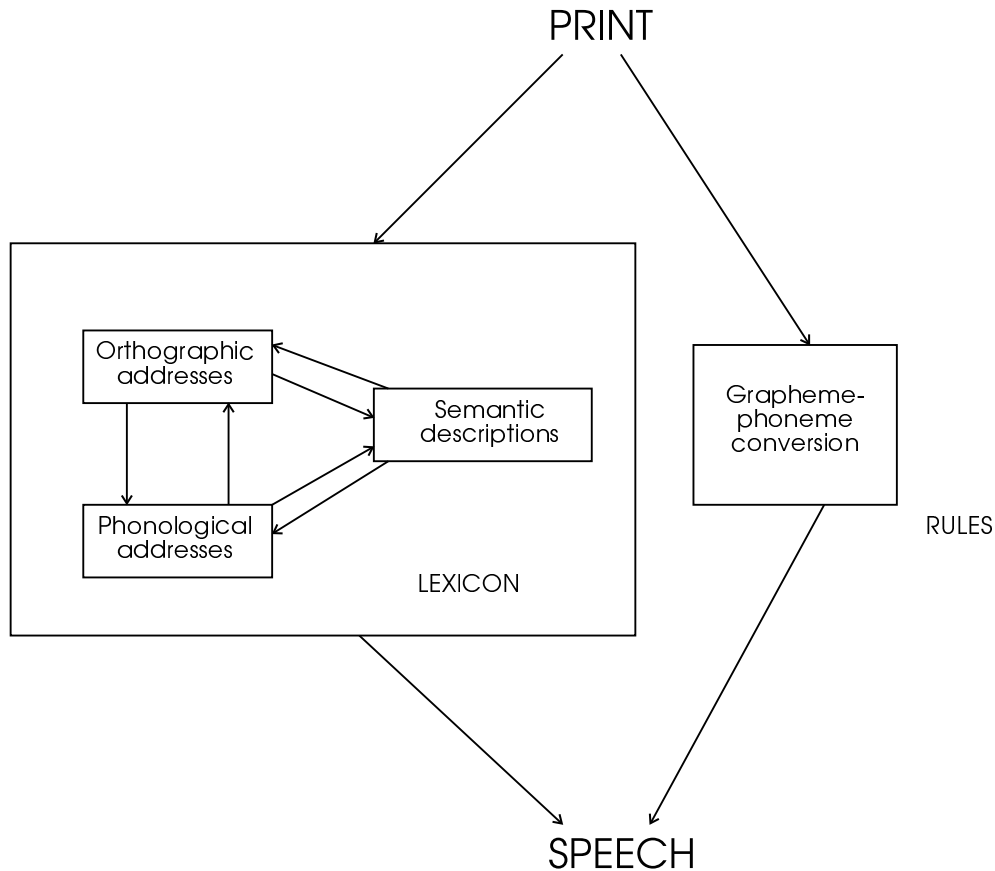 PRINT
Orthographic
addresses
Semantic
descriptions
Phonological
addresses
LEXICON
Grapheme-
phoneme
conversion
RULES
SPEECH